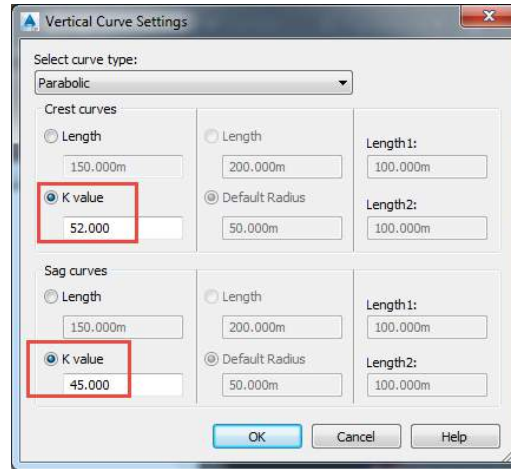 Vertical Curve Settings
Select curve type:
Parabolic
Crest curves
Length
150.000m
K value
52.000
Length
200.000m
Default Radius
50.000m
Length1:
100.000m
Length2:
100.000m
Sag curves
Length
150.000m
K value
45.000
Length
200.000m
Default Radius
50.000m
Length1:
100.000m
Length2:
100.000m
OK Cancel Help